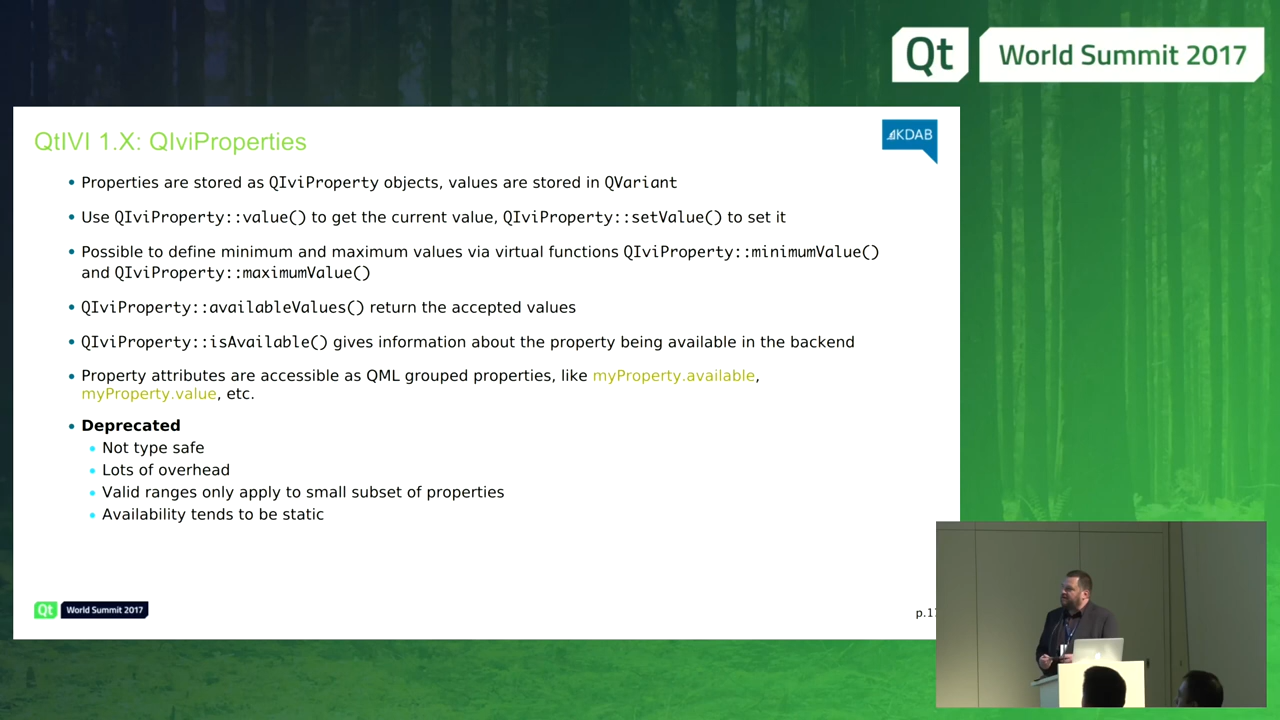 Qt World Summit 2017
QtIVI 1.X: QIviProperties
KDAB
• Properties are stored as QIviProperty objects, values are stored in QVariant
• Use QIviProperty::value() to get the current value, QIviProperty::setValue() to set it
• Possible to define minimum and maximum values via virtual functions QIviProperty::minimumValue()
and QIviProperty::maximumValue()
• QIviProperty::availableValues() return the accepted values
• QIviProperty::isAvailable() gives information about the property being available in the backend
• Property attributes are accessible as QML grouped properties, like myProperty.available,
myProperty.value, etc.
• Deprecated
• Not type safe
• Lots of overhead
• Valid ranges only apply to small subset of properties
• Availability tends to be static
Qt World Summit 2017